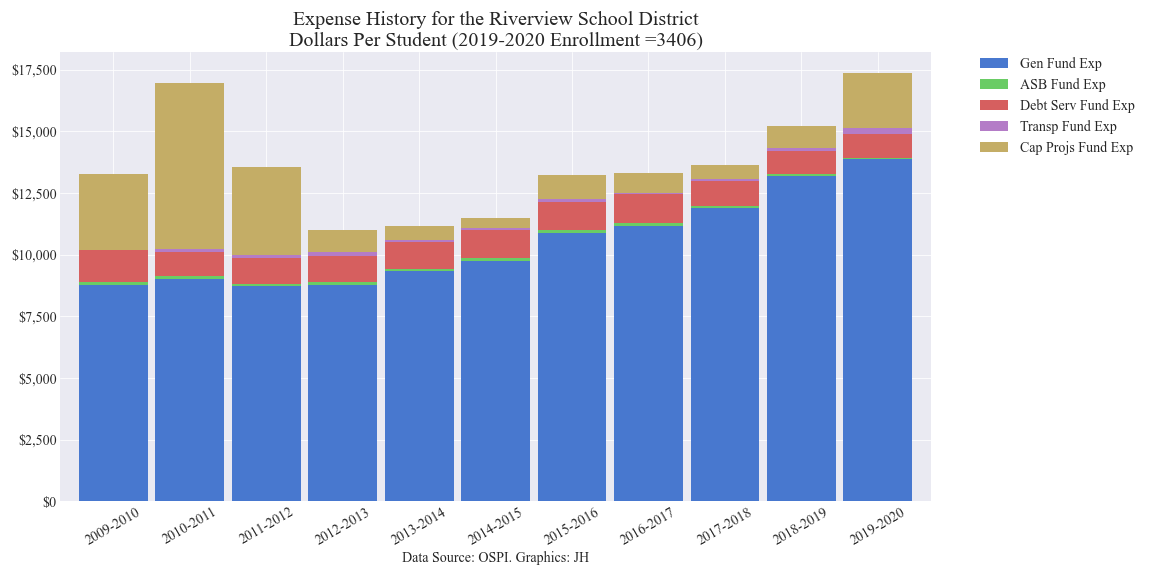 Expense History for the Riverview School District
Dollars Per Student (2019-2020 Enrollment =3406)
$17,500
$15,000
$12,500
$10,000
$7,500
$5,000
$2,500
$0
Gen Fund Exp
ASB Fund Exp
Debt Serv Fund Exp
Transp Fund Exp
Cap Projs Fund Exp
2009-2010
2010-2011
2011-2012
2012-2013
2013-2014
2014-2015
2015-2016
2016-2017
2017-2018
2018-2019
2019-2020
Data Source: OSPI. Graphics: JH